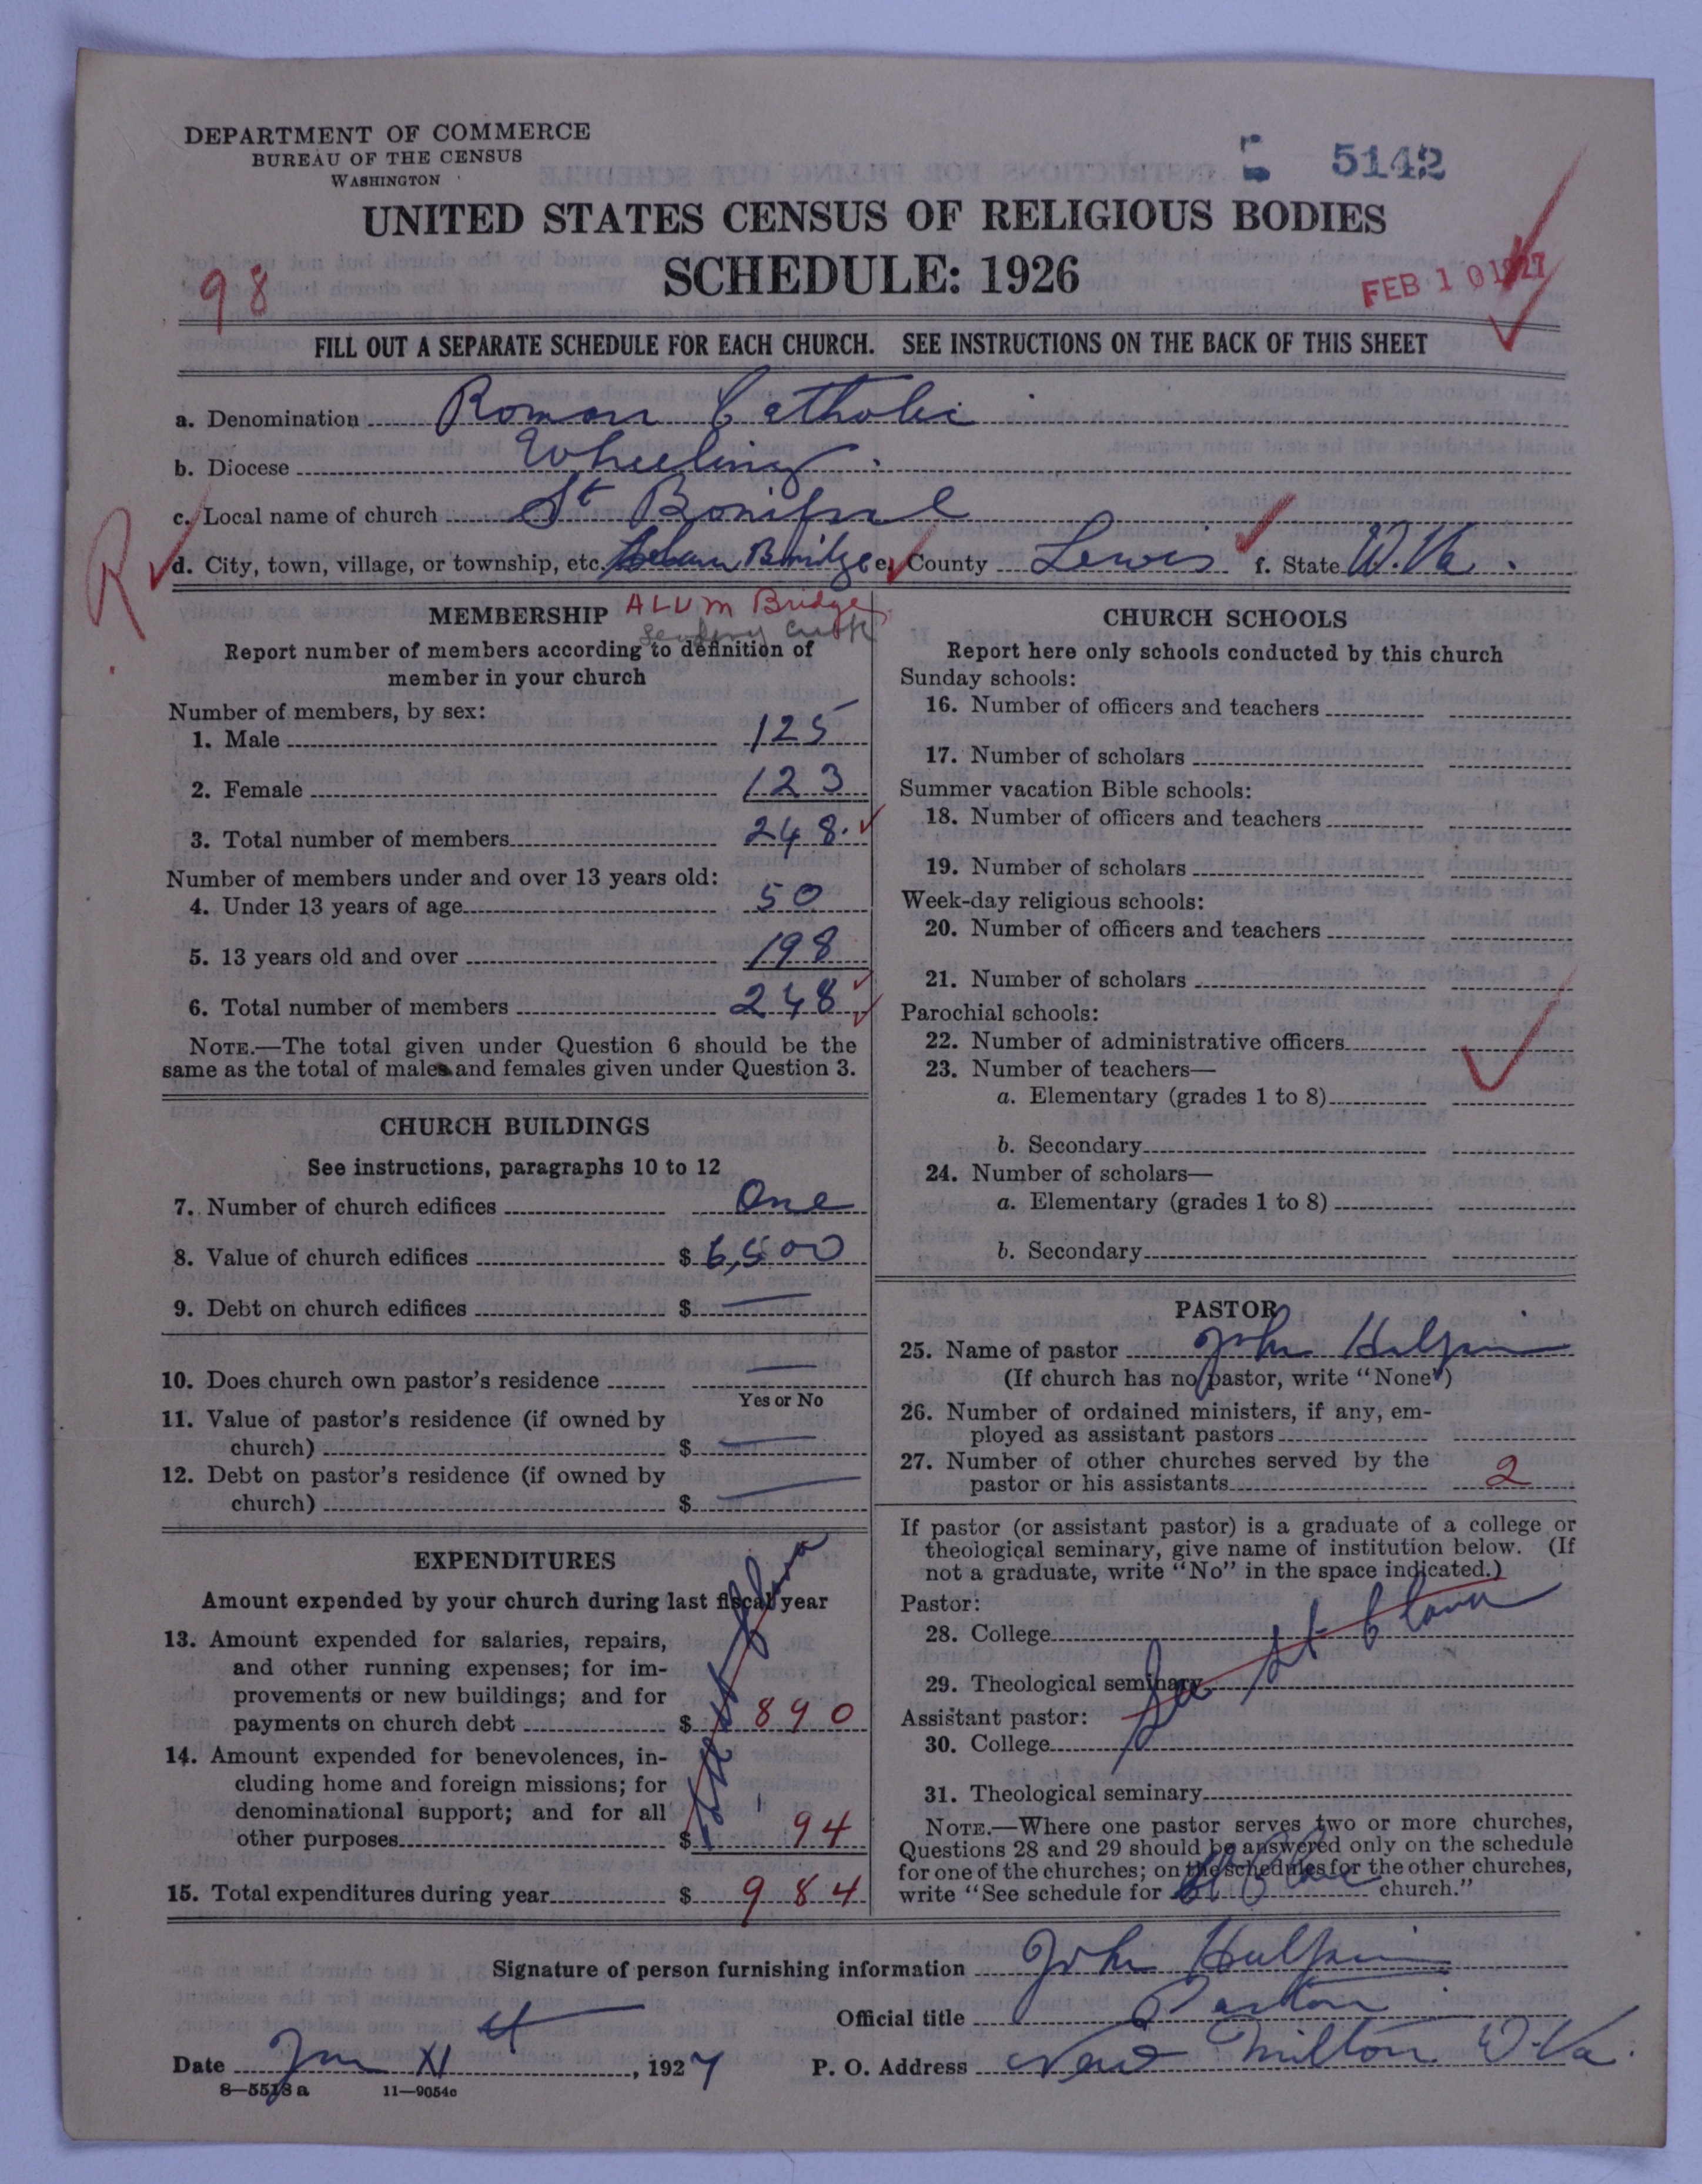 DEPARTMENT OF COMMERCE
BUREAU OF THE CENSUS
WASHINGTON
5142
UNITED STATES CENSUS OF RELIGIOUS BODIES
SCHEDULE: 1926
98
FEB 10 1927
FILL OUT A SEPARATE SCHEDULE FOR EACH CHURCH. SEE INSTRUCTIONS ON THE BACK OF THIS SHEET
a. Denomination Roman Catholic
b. Diocese Wheeling.
c. Local name of church St Boniface
R
d. City, town, village, or township, etc. Bridge e. County Lewis f. State W. Va.
ALUM Bridge
MEMBERSHIP
Report number of members according to definition of
member in your church
Number of members, by sex:
1. Male 125
2. Female 123
3. Total number of members 248.
Number of members under and over 13 years old:
4. Under 13 years of age 50
5. 13 years old and over 198
6. Total number of members 248
NOTE.—The total given under Question 6 should be the
same as the total of males and females given under Question 3.
CHURCH BUILDINGS
See instructions, paragraphs 10 to 12
7. Number of church edifices One
8. Value of church edifices $ 6,500
9. Debt on church edifices $ —
10. Does church own pastor's residence —
Yes or No
11. Value of pastor's residence (if owned by
church) $ —
12. Debt on pastor's residence (if owned by
church) $ —
EXPENDITURES
Amount expended by your church during last fiscal year
13. Amount expended for salaries, repairs,
and other running expenses; for im-
provements or new buildings; and for
payments on church debt $ 890
14. Amount expended for benevolences, in-
cluding home and foreign missions; for
denominational support; and for all
other purposes $ 94
15. Total expenditures during year $ 984
CHURCH SCHOOLS
Report here only schools conducted by this church
Sunday schools:
16. Number of officers and teachers
17. Number of scholars
Summer vacation Bible schools:
18. Number of officers and teachers
19. Number of scholars
Week-day religious schools:
20. Number of officers and teachers
21. Number of scholars
Parochial schools:
22. Number of administrative officers
23. Number of teachers—
a. Elementary (grades 1 to 8)
b. Secondary
24. Number of scholars—
a. Elementary (grades 1 to 8)
b. Secondary
PASTOR
25. Name of pastor John Halpin
(If church has no pastor, write "None")
26. Number of ordained ministers, if any, em-
ployed as assistant pastors
27. Number of other churches served by the
pastor or his assistants 2
If pastor (or assistant pastor) is a graduate of a college or
theological seminary, give name of institution below. (If
not a graduate, write "No" in the space indicated.)
Pastor:
28. College
St Clara
29. Theological seminary
Assistant pastor:
30. College
31. Theological seminary
NOTE.—Where one pastor serves two or more churches,
Questions 28 and 29 should be answered only on the schedule
for one of the churches; on the schedules for the other churches,
write "See schedule for St Clara church."
Signature of person furnishing information John Halpin
Official title Pastor
Date Jan XI, 1927 P. O. Address New Milton W. Va.
8—5518 a 11—9054c